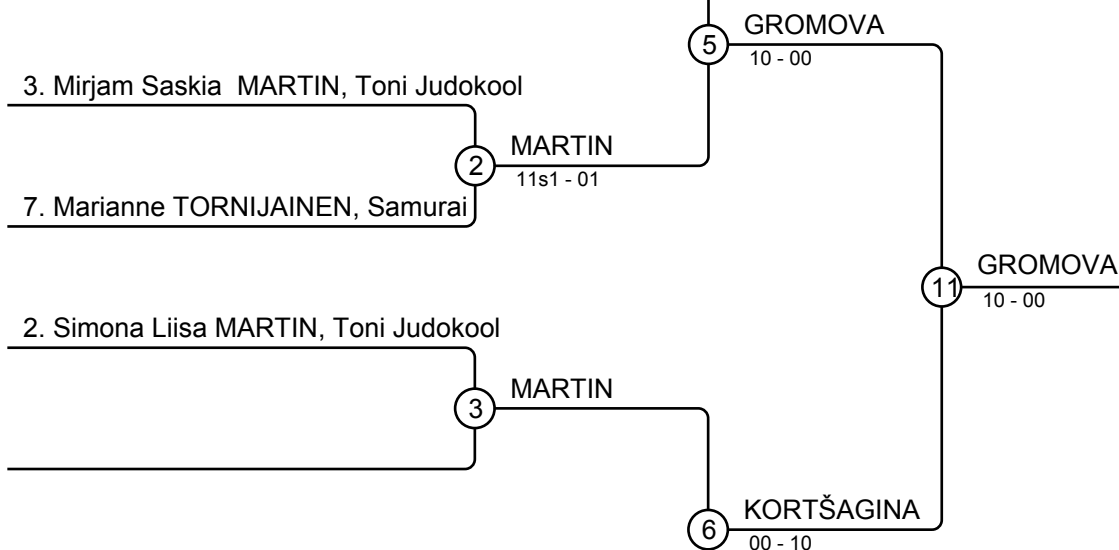 GROMOVA
5
10 - 00
3. Mirjam Saskia  MARTIN, Toni Judokool
MARTIN
2
11s1 - 01
7. Marianne TORNIJAINEN, Samurai
GROMOVA
11
10 - 00
2. Simona Liisa MARTIN, Toni Judokool
MARTIN
3
KORTŠAGINA
6
00 - 10